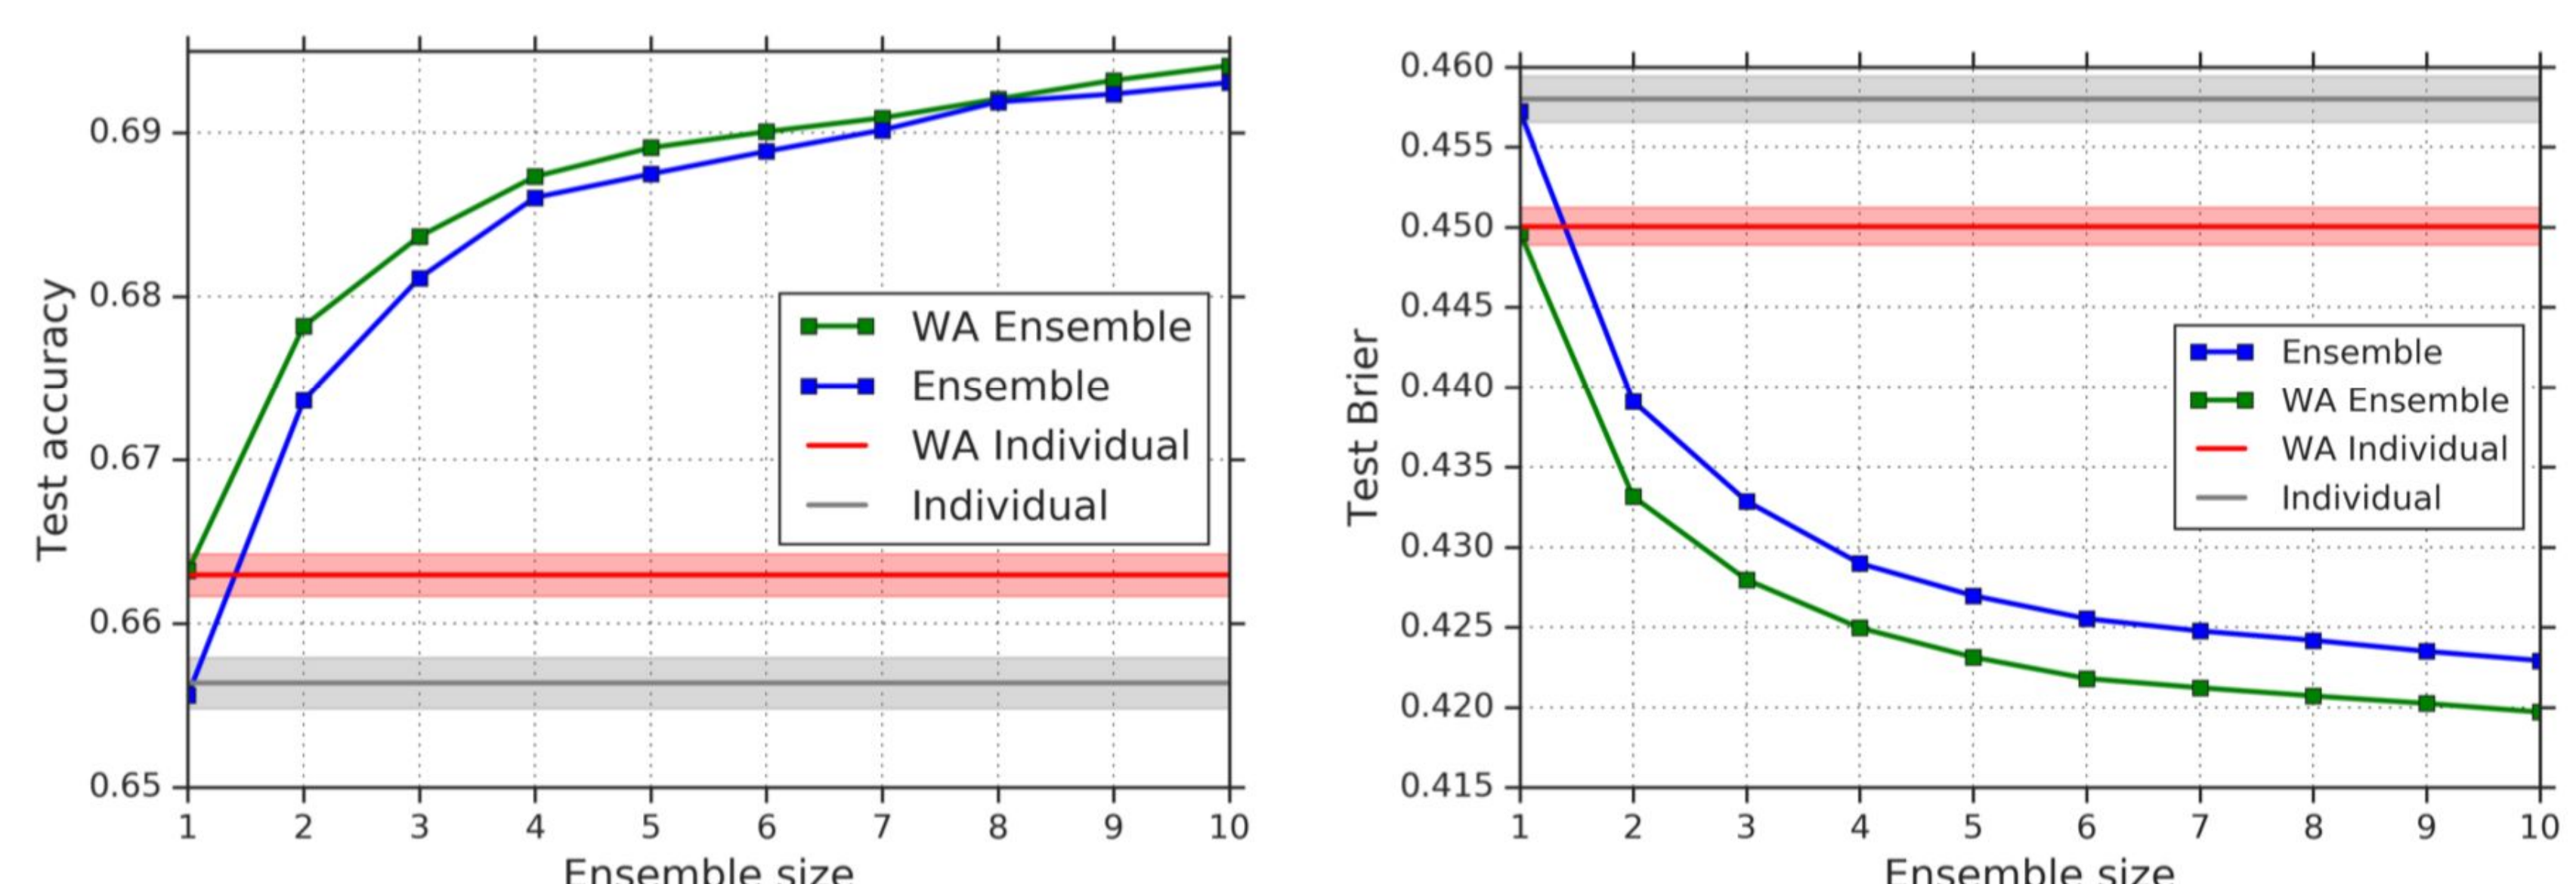 Test accuracy
0.69
0.68
0.67
0.66
0.65
1 2 3 4 5 6 7 8 9 10
Ensemble size
WA Ensemble
Ensemble
WA Individual
Individual
Test Brier
0.460
0.455
0.450
0.445
0.440
0.435
0.430
0.425
0.420
0.415
1 2 3 4 5 6 7 8 9 10
Ensemble size
Ensemble
WA Ensemble
WA Individual
Individual